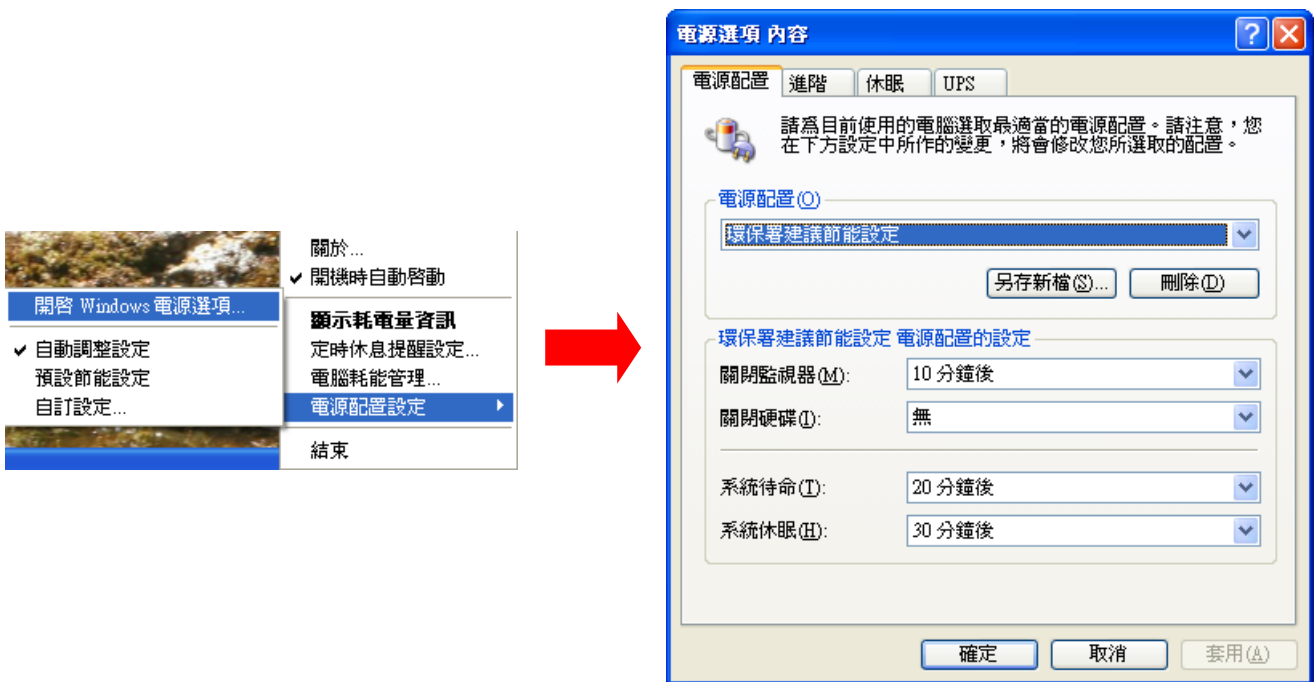 關於...
開機時自動啓動
顯示耗電量資訊
定時休息提醒設定...
電腦耗能管理...
電源配置設定
結束
開啓 Windows 電源選項...
自動調整設定
預設節能設定
自訂設定...
電源選項 內容
電源配置 進階 休眠 UPS
請爲目前使用的電腦選取最適當的電源配置。請注意，您
在下方設定中所作的變更，將會修改您所選取的配置。
電源配置(O)
環保署建議節能設定
另存新檔(S)... 刪除(D)
環保署建議節能設定 電源配置的設定
關閉監視器(M): 10 分鐘後
關閉硬碟(I): 無
系統待命(T): 20 分鐘後
系統休眠(H): 30 分鐘後
確定 取消 套用(A)